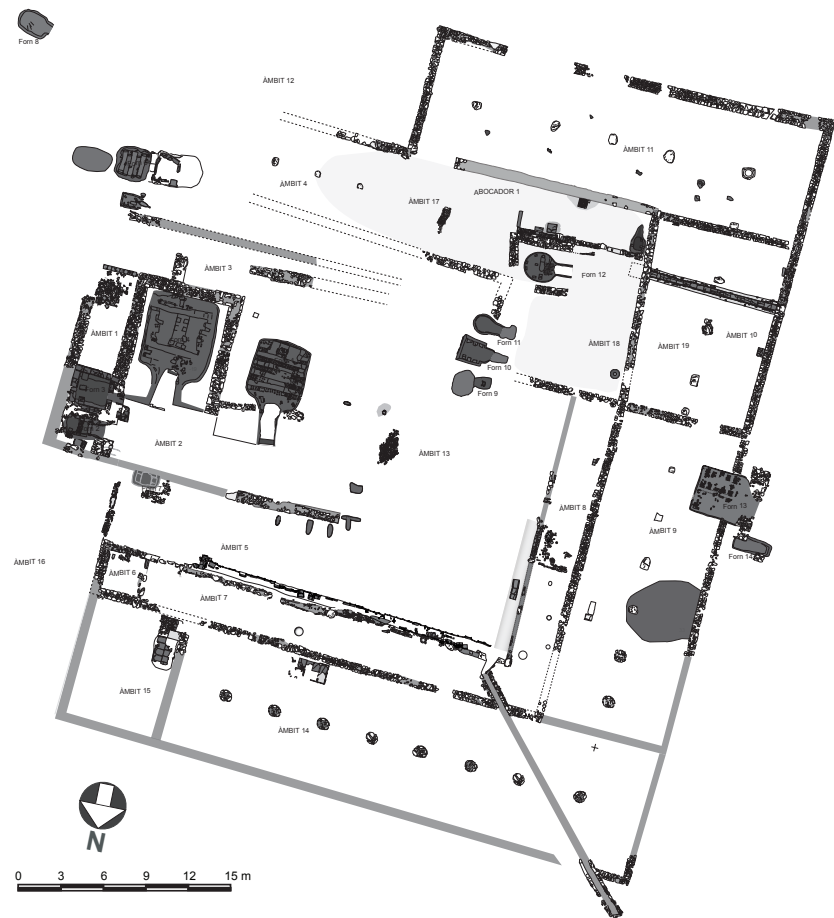 Forn 8
ÀMBIT 12
ÀMBIT 11
ÀMBIT 4
ÀMBIT 17
ABOCADOR 1
ÀMBIT 3
Forn 12
ÀMBIT 1
Forn 11
ÀMBIT 18
ÀMBIT 19
ÀMBIT 10
Forn 10
Forn 9
ÀMBIT 2
ÀMBIT 13
Forn 13
ÀMBIT 8
ÀMBIT 9
ÀMBIT 5
Forn 14
ÀMBIT 16
ÀMBIT 6
ÀMBIT 7
ÀMBIT 15
ÀMBIT 14
N
0 3 6 9 12 15 m